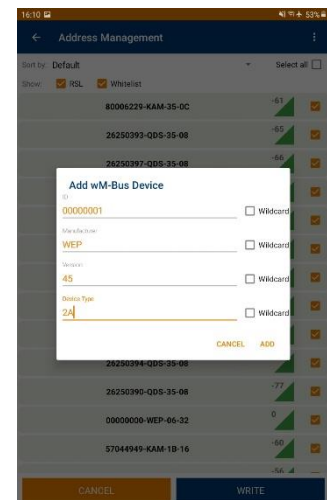 16:10 53%
Address Management
Sort by: Default Select all
Show: RSL Whitelist
80006229-KAM-35-0C -61
26250393-QDS-35-08 -65
26250397-QDS-35-08 -66
Add wM-Bus Device
ID
00000001 Wildcard
Manufacturer
WEP Wildcard
Version
45 Wildcard
Device Type
2A Wildcard
CANCEL ADD
26250394-QDS-35-08
26250390-QDS-35-08 -77
00000000-WEP-06-32 0
57044949-KAM-1B-16 -60
-56
CANCEL WRITE